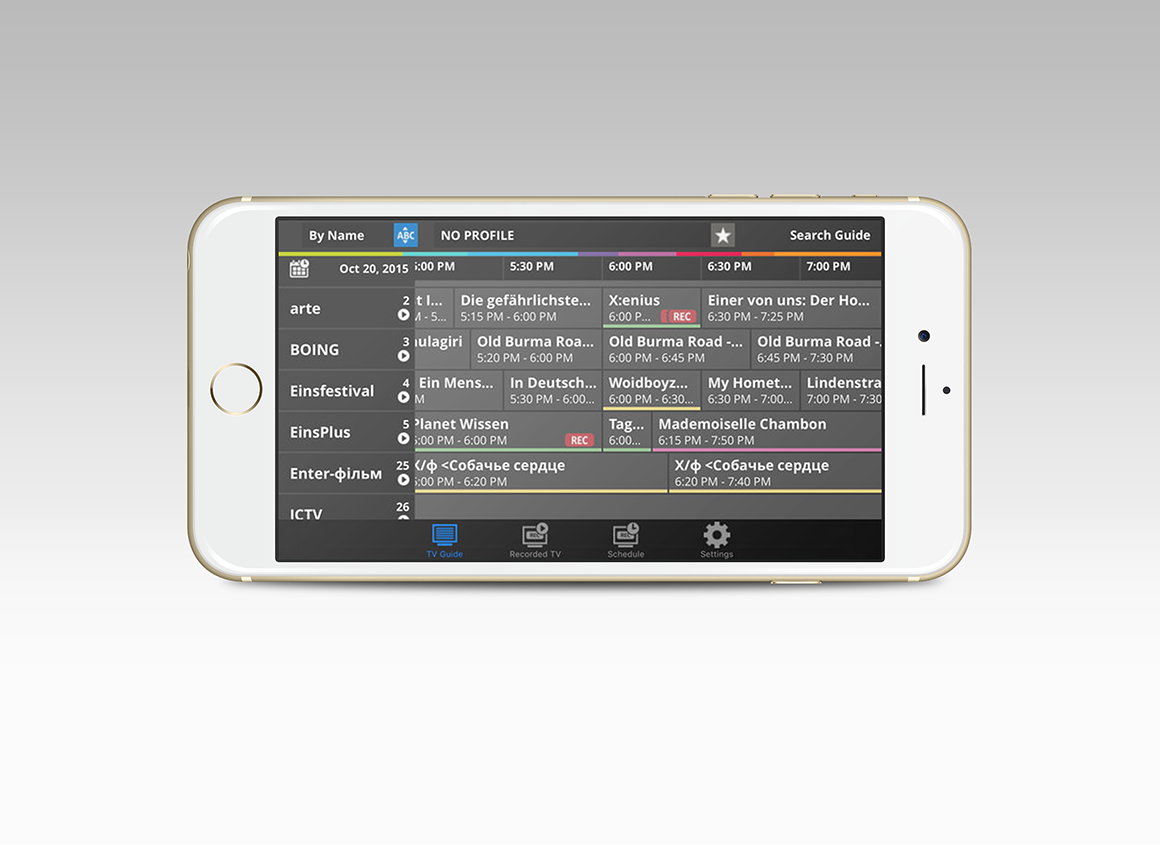 By Name
ABC
NO PROFILE
Search Guide
Oct 20, 2015
:00 PM
5:30 PM
6:00 PM
6:30 PM
7:00 PM
arte
2
t I...
M - 5...
Die gefährlichste...
5:15 PM - 6:00 PM
X:enius
6:00 P...
REC
Einer von uns: Der Ho...
6:30 PM - 7:25 PM
BOING
3
ulagiri
Old Burma Roa...
5:20 PM - 6:00 PM
Old Burma Road -...
6:00 PM - 6:45 PM
Old Burma Road -
6:45 PM - 7:30 PM
Einsfestival
4
Ein Mens...
M
In Deutsch...
5:30 PM - 6:00...
Woidboyz...
6:00 PM - 6:30...
My Homet...
6:30 PM - 7:00...
Lindenstra
7:00 PM - 7:30
EinsPlus
5
Planet Wissen
5:00 PM - 6:00 PM
REC
Tag...
6:00...
Mademoiselle Chambon
6:15 PM - 7:50 PM
Enter-фільм
25
Х/ф <Собачье сердце
5:00 PM - 6:20 PM
Х/ф <Собачье сердце
6:20 PM - 7:40 PM
ICTV
26
TV Guide
REC
Recorded TV
REC
Schedule
Settings